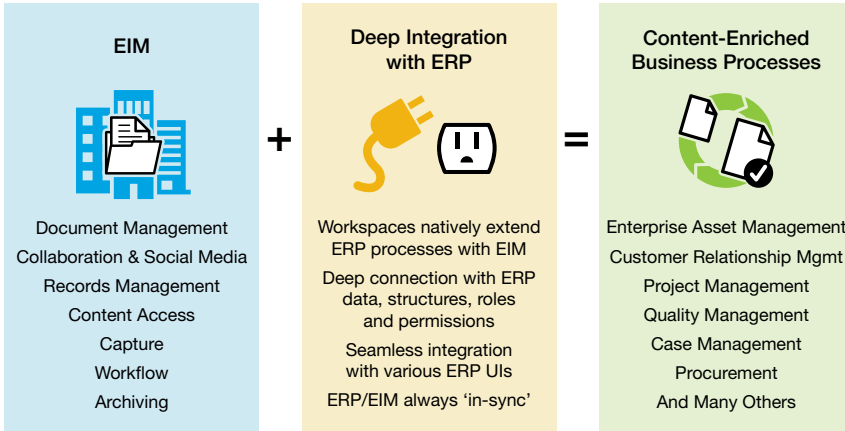 EIM
Document Management
Collaboration & Social Media
Records Management
Content Access
Capture
Workflow
Archiving
+
Deep Integration
with ERP
Workspaces natively extend
ERP processes with EIM
Deep connection with ERP
data, structures, roles
and permissions
Seamless integration
with various ERP UIs
ERP/EIM always ‘in-sync’
=
Content-Enriched
Business Processes
Enterprise Asset Management
Customer Relationship Mgmt
Project Management
Quality Management
Case Management
Procurement
And Many Others